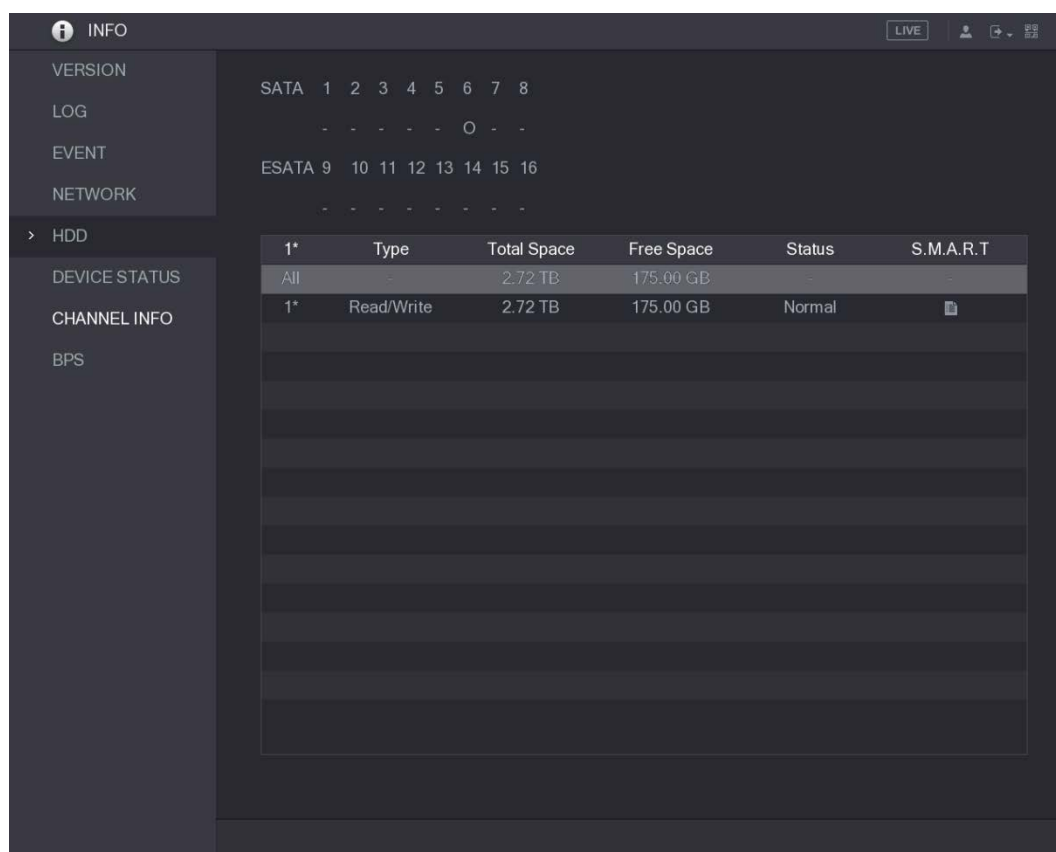 INFO LIVE
VERSION
LOG
EVENT
NETWORK
> HDD
DEVICE STATUS
CHANNEL INFO
BPS
SATA 1 2 3 4 5 6 7 8
- - - - - O - -
ESATA 9 10 11 12 13 14 15 16
- - - - - - - -
1* Type Total Space Free Space Status S.M.A.R.T
All - 2.72 TB 175.00 GB - -
1* Read/Write 2.72 TB 175.00 GB Normal